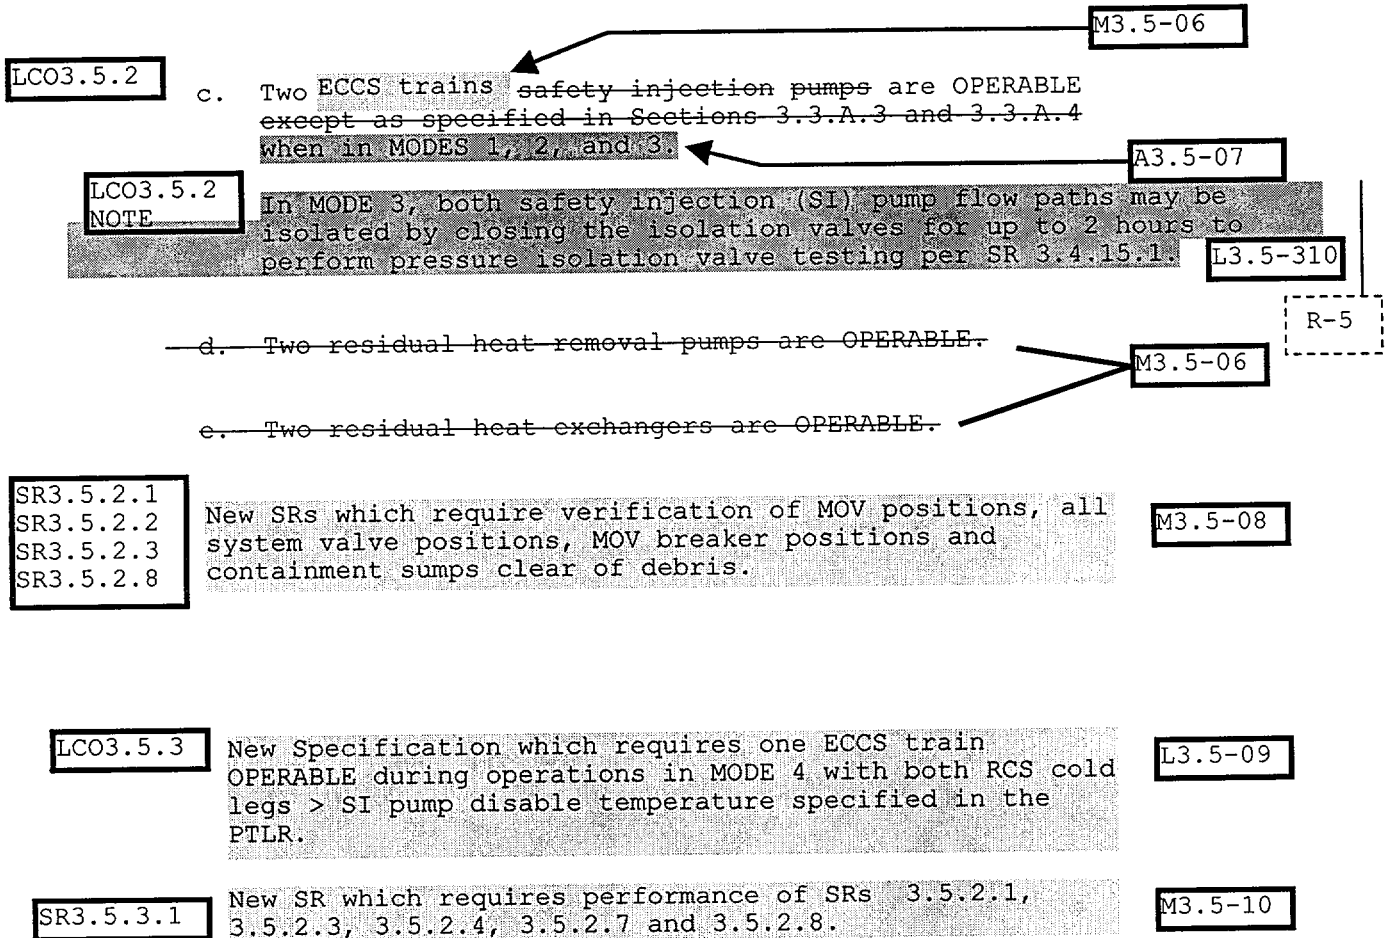 M3.5-06
LCO3.5.2
c. Two ECCS trains safety injection pumps are OPERABLE
except as specified in Sections 3.3.A.3 and 3.3.A.4
when in MODES 1, 2, and 3.
A3.5-07
LCO3.5.2
NOTE
In MODE 3, both safety injection (SI) pump flow paths may be
isolated by closing the isolation valves for up to 2 hours to
perform pressure isolation valve testing per SR 3.4.15.1.
L3.5-310
R-5
d. Two residual heat removal pumps are OPERABLE.
M3.5-06
e. Two residual heat exchangers are OPERABLE.
SR3.5.2.1
SR3.5.2.2
SR3.5.2.3
SR3.5.2.8
New SRs which require verification of MOV positions, all
system valve positions, MOV breaker positions and
containment sumps clear of debris.
M3.5-08
LCO3.5.3
New Specification which requires one ECCS train
OPERABLE during operations in MODE 4 with both RCS cold
legs > SI pump disable temperature specified in the
PTLR.
L3.5-09
SR3.5.3.1
New SR which requires performance of SRs 3.5.2.1,
3.5.2.3, 3.5.2.4, 3.5.2.7 and 3.5.2.8.
M3.5-10